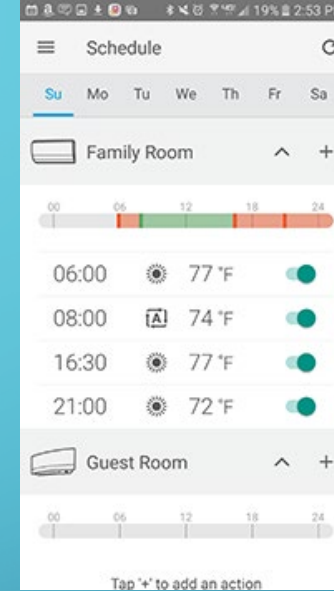 19% 2:53 P
Schedule
Su Mo Tu We Th Fr Sa
Family Room
00 06 12 18 24
06:00 77 °F
08:00 A 74 °F
16:30 77 °F
21:00 72 °F
Guest Room
00 06 12 18 24
Tap '+' to add an action